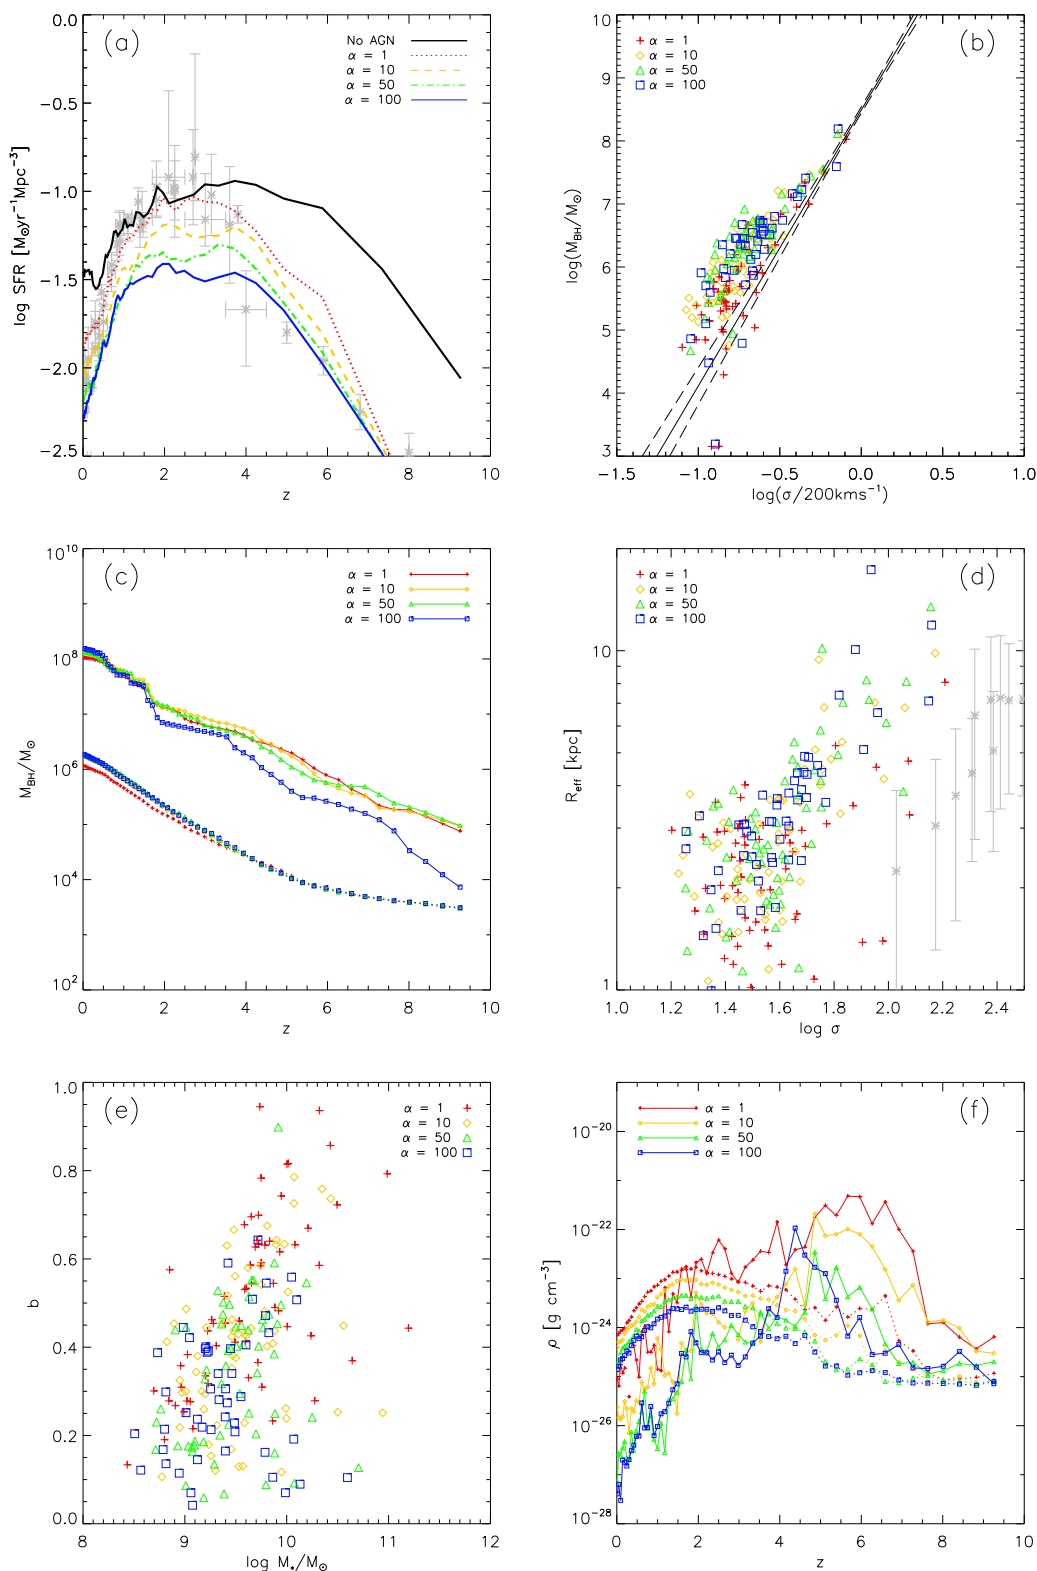 (a)
No AGN
α = 1
α = 10
α = 50
α = 100
0.0
−0.5
−1.0
−1.5
−2.0
−2.5
log SFR [M⊙yr⁻¹Mpc⁻³]
0 2 4 6 8 10
z
(b)
α = 1
α = 10
α = 50
α = 100
10
9
8
7
6
5
4
3
log(M_BH/M⊙)
−1.5 −1.0 −0.5 0.0 0.5 1.0
log(σ/200kms⁻¹)
(c)
α = 1
α = 10
α = 50
α = 100
10¹⁰
10⁸
10⁶
10⁴
10²
M_BH/M⊙
0 2 4 6 8 10
z
(d)
α = 1
α = 10
α = 50
α = 100
10
1
R_eff [kpc]
1.0 1.2 1.4 1.6 1.8 2.0 2.2 2.4
log σ
(e)
α = 1
α = 10
α = 50
α = 100
1.0
0.8
0.6
0.4
0.2
0.0
b
8 9 10 11 12
log M_*/M⊙
(f)
α = 1
α = 10
α = 50
α = 100
10⁻²⁰
10⁻²²
10⁻²⁴
10⁻²⁶
10⁻²⁸
ρ [g cm⁻³]
0 2 4 6 8 10
z